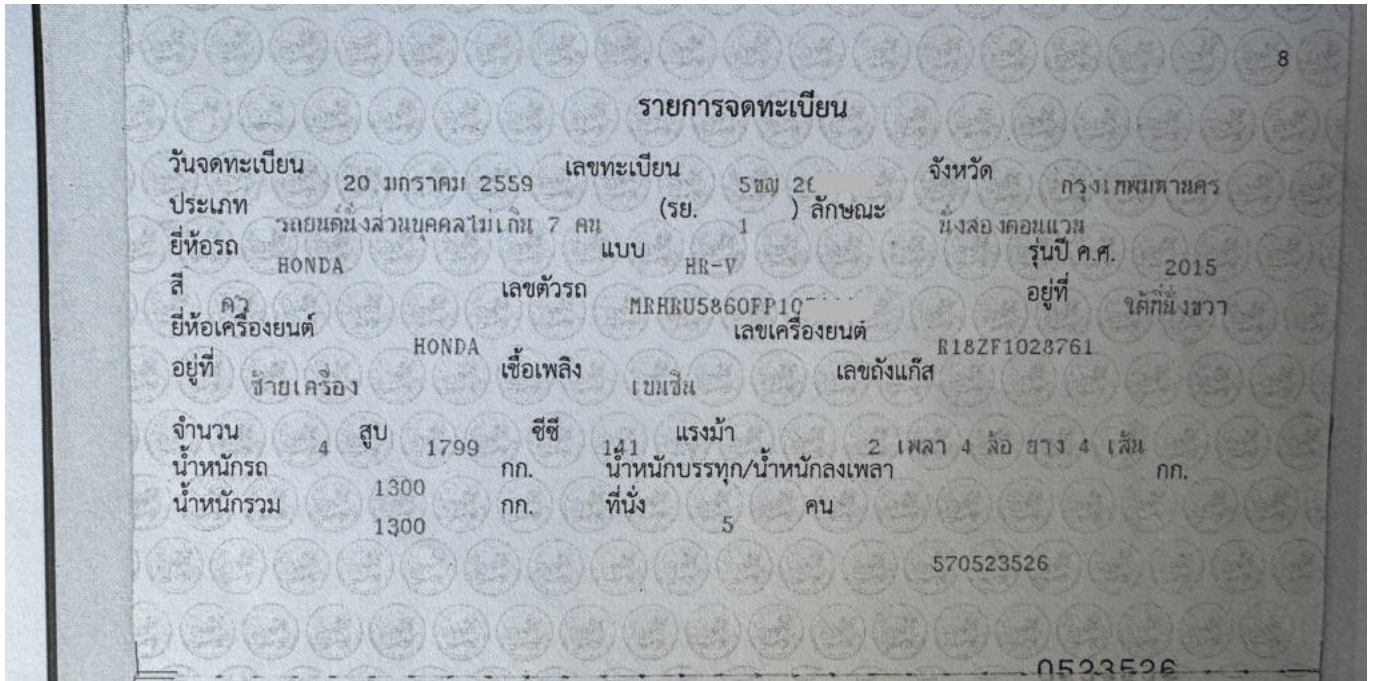 8
รายการจดทะเบียน
วันจดทะเบียน 20 มกราคม 2559 เลขทะเบียน 5ขญ 26 จังหวัด กรุงเทพมหานคร
ประเภท รถยนต์นั่งส่วนบุคคลไม่เกิน 7 คน (รย. 1 ) ลักษณะ นั่งสองตอนแวน
ยี่ห้อรถ HONDA แบบ HR-V รุ่นปี ค.ศ. 2015
สี ดำ เลขตัวรถ MRHRU5860FP10 อยู่ที่ ใต้ที่นั่งขวา
ยี่ห้อเครื่องยนต์ HONDA เลขเครื่องยนต์ R18ZF1028761
อยู่ที่ ซ้ายเครื่อง เชื้อเพลิง เบนซิน เลขถังแก๊ส
จำนวน 4 สูบ 1799 ซีซี 141 แรงม้า 2 เพลา 4 ล้อ ยาง 4 เส้น
น้ำหนักรถ 1300 กก. น้ำหนักบรรทุก/น้ำหนักลงเพลา กก.
น้ำหนักรวม 1300 กก. ที่นั่ง 5 คน
570523526
0523526